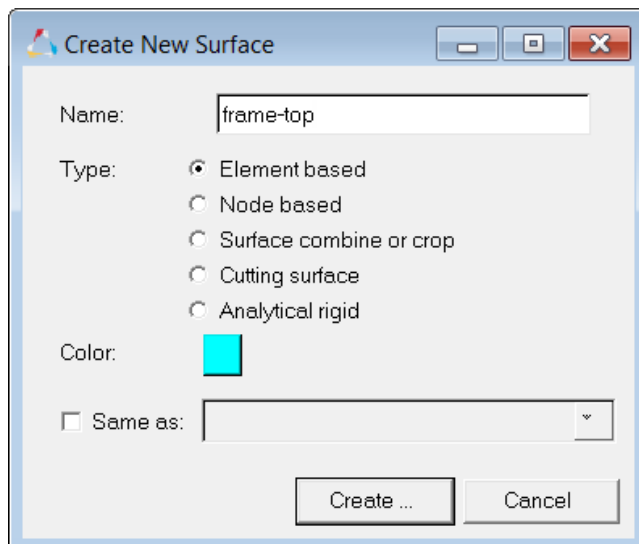 Create New Surface
Name: frame-top
Type: Element based
Node based
Surface combine or crop
Cutting surface
Analytical rigid
Color:
Same as:
Create ... Cancel